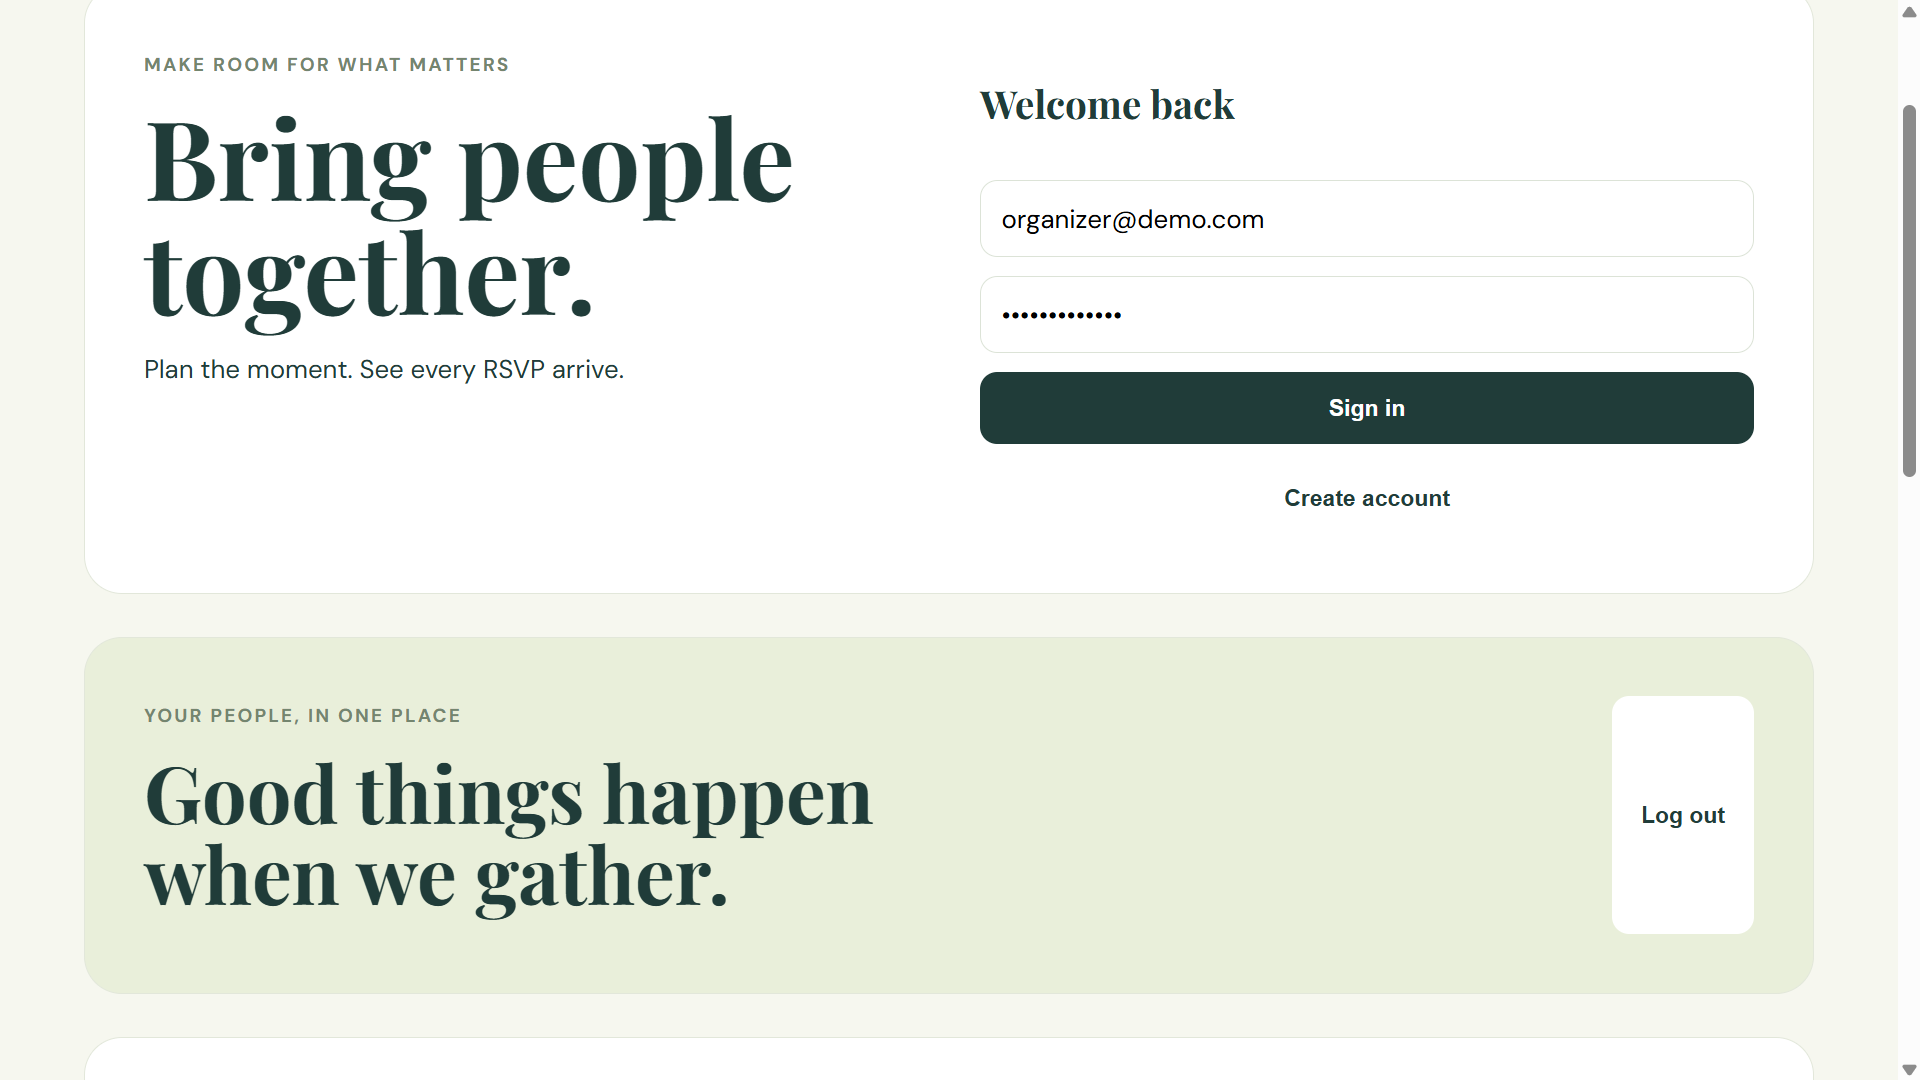 MAKE ROOM FOR WHAT MATTERS
Bring people
together.
Plan the moment. See every RSVP arrive.
Welcome back
organizer@demo.com
•••••••••••••
Sign in
Create account
YOUR PEOPLE, IN ONE PLACE
Good things happen
when we gather.
Log out